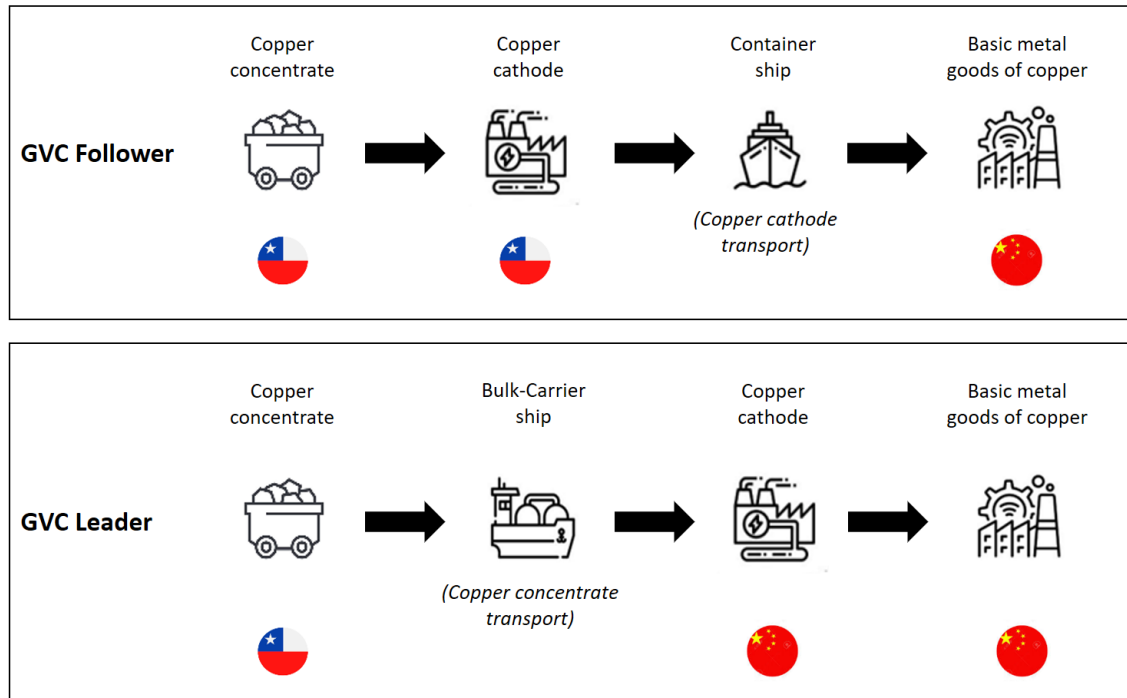 Copper
concentrate
Copper
cathode
Container
ship
Basic metal
goods of copper
GVC Follower
(Copper cathode
transport)
Copper
concentrate
Bulk-Carrier
ship
Copper
cathode
Basic metal
goods of copper
GVC Leader
(Copper concentrate
transport)